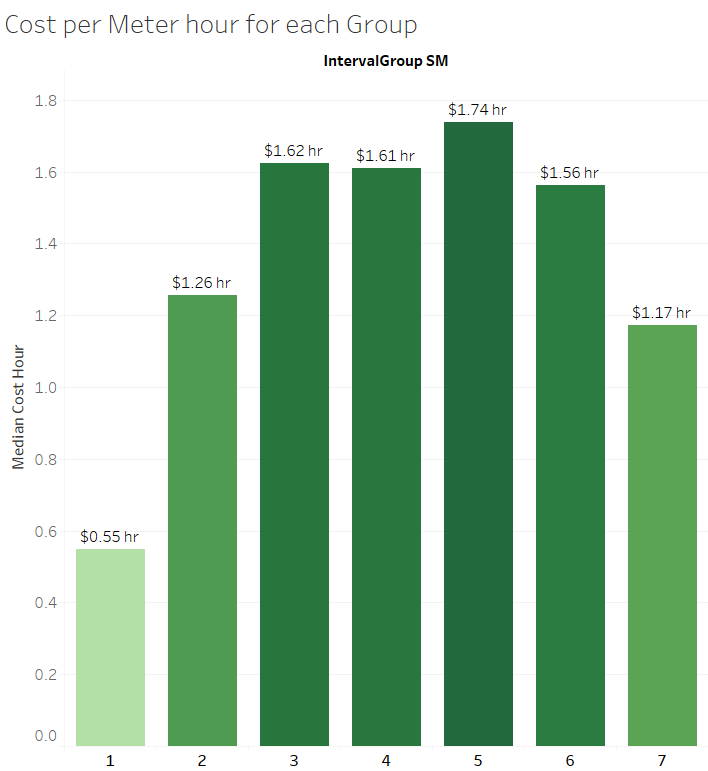 Cost per Meter hour for each Group
IntervalGroup SM
Median Cost Hour
1.8
1.6
1.4
1.2
1.0
0.8
0.6
0.4
0.2
0.0
$0.55 hr
$1.26 hr
$1.62 hr
$1.61 hr
$1.74 hr
$1.56 hr
$1.17 hr
1 2 3 4 5 6 7